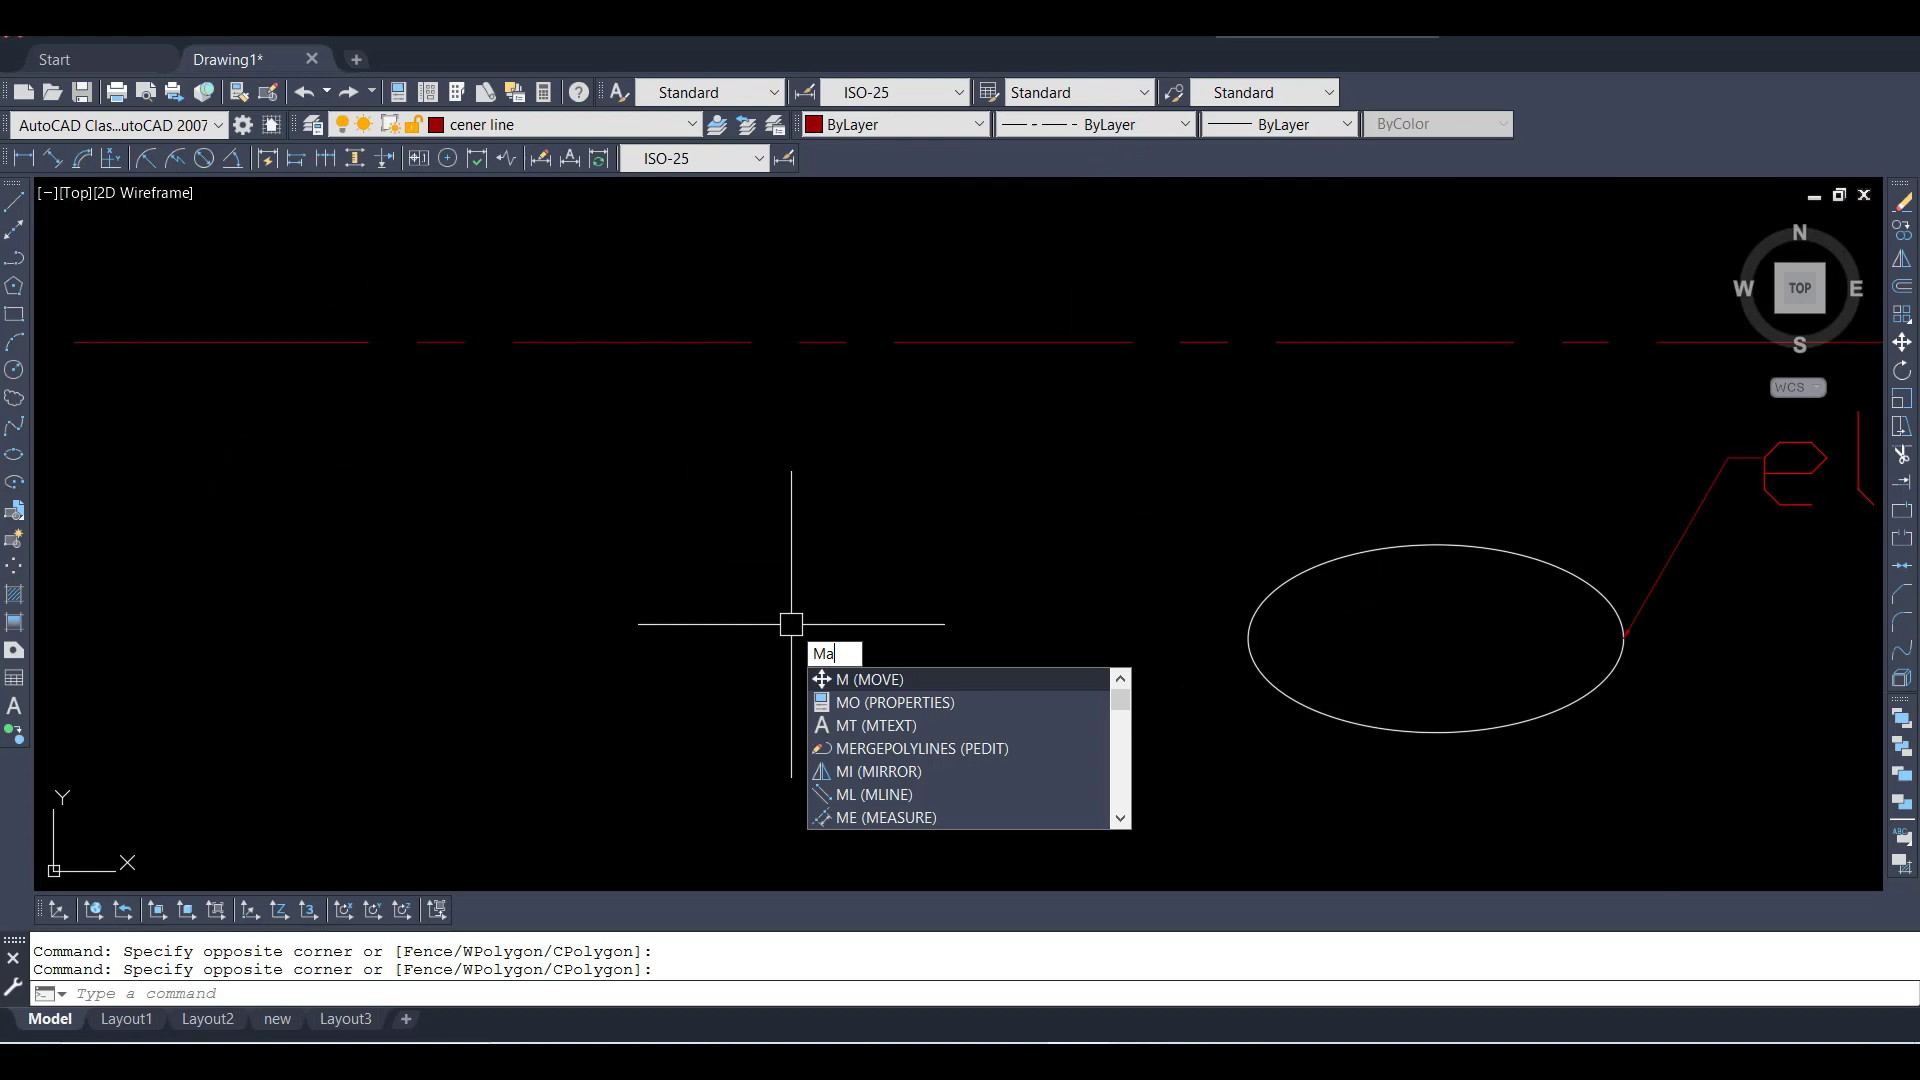 Start
Drawing1*
Standard
ISO-25
Standard
Standard
AutoCAD Clas...utoCAD 2007
cener line
ByLayer
ByLayer
ByLayer
ByColor
ISO-25
[−][Top][2D Wireframe]
N
W
TOP
E
S
WCS
el
Ma
M (MOVE)
MO (PROPERTIES)
MT (MTEXT)
MERGEPOLYLINES (PEDIT)
MI (MIRROR)
ML (MLINE)
ME (MEASURE)
Y
X
Command: Specify opposite corner or [Fence/WPolygon/CPolygon]:
Command: Specify opposite corner or [Fence/WPolygon/CPolygon]:
Type a command
Model
Layout1
Layout2
new
Layout3